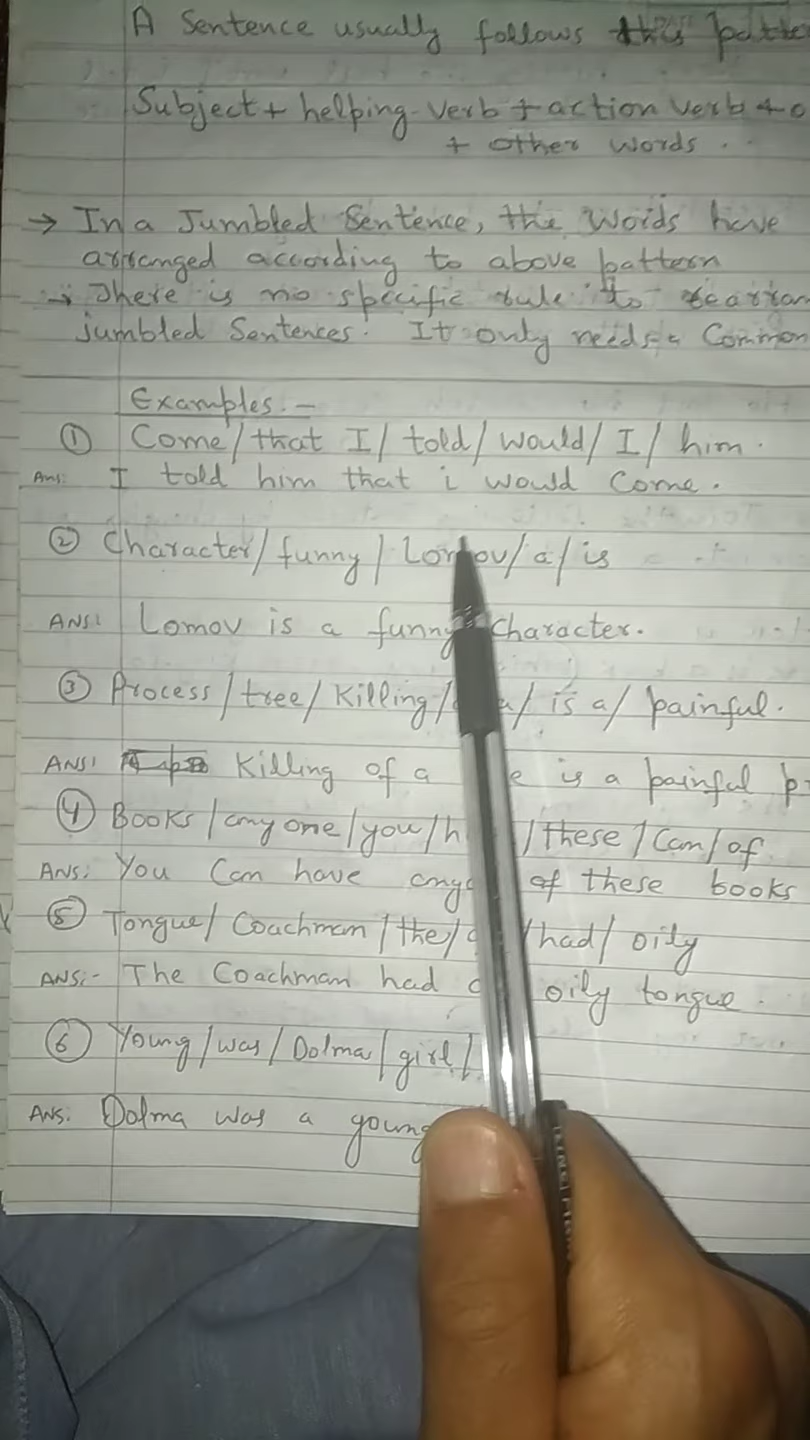 A Sentence usually follows this
Subject + helping-verb + action verb +
+ other words.
→ In a Jumbled Sentence, the words have
arranged according to above pattern
→ There is no specific rule to
jumbled Sentences. It only needs a Common
Examples.-
① Come/that I/told/would/I/him.
Ans: I told him that i would Come.
② Character/funny/Lomov/a/is
ANS: Lomov is a funny Character.
③ Process/tree/killing/ /is a/painful.
ANS: Killing of a is a painful
④ Books/any one/you/ /these/Can/of
ANS. You Can have of these books
⑤ Tongue/Coachman/the/ /had/oily
ANS:- The Coachman had oily tongue.
⑥ Young/was/Dolma/girl/
ANS. Dolma was a young